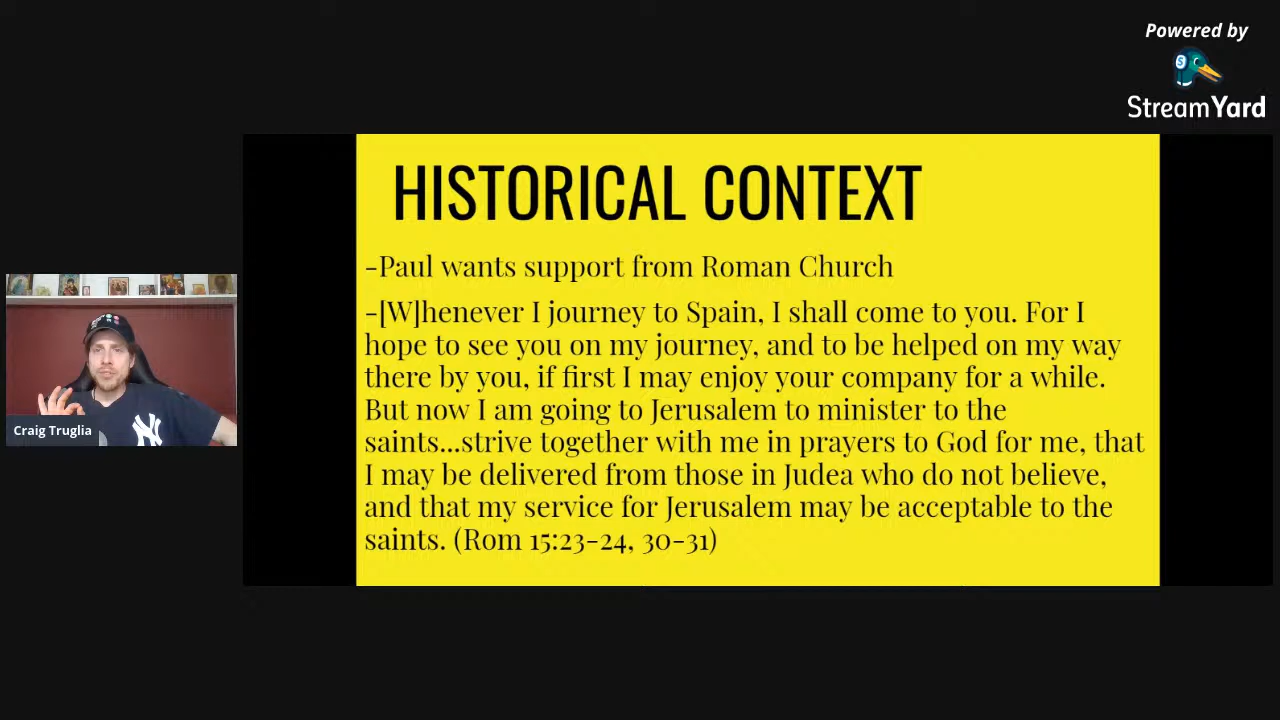 Powered by
StreamYard
HISTORICAL CONTEXT
-Paul wants support from Roman Church
-[W]henever I journey to Spain, I shall come to you. For I
hope to see you on my journey, and to be helped on my way
there by you, if first I may enjoy your company for a while.
But now I am going to Jerusalem to minister to the
saints...strive together with me in prayers to God for me, that
I may be delivered from those in Judea who do not believe,
and that my service for Jerusalem may be acceptable to the
saints. (Rom 15:23-24, 30-31)
Craig Truglia